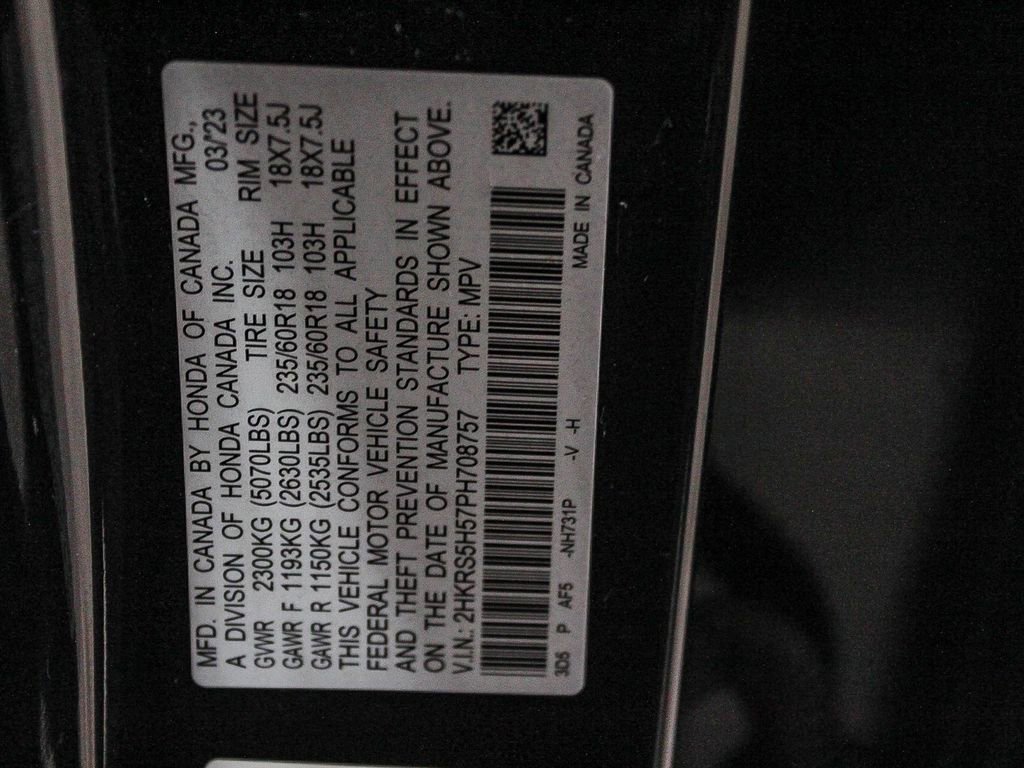 MFD. IN CANADA BY HONDA OF CANADA MFG.,
A DIVISION OF HONDA CANADA INC. 03/'23
GVWR 2300KG (5070LBS) TIRE SIZE RIM SIZE
GAWR F 1193KG (2630LBS) 235/60R18 103H 18X7.5J
GAWR R 1150KG (2535LBS) 235/60R18 103H 18X7.5J
THIS VEHICLE CONFORMS TO ALL APPLICABLE
FEDERAL MOTOR VEHICLE SAFETY
AND THEFT PREVENTION STANDARDS IN EFFECT
ON THE DATE OF MANUFACTURE SHOWN ABOVE.
V.I.N.: 2HKRS5H57PH708757 TYPE: MPV
3D5 P AF5 -NH731P -V -H MADE IN CANADA